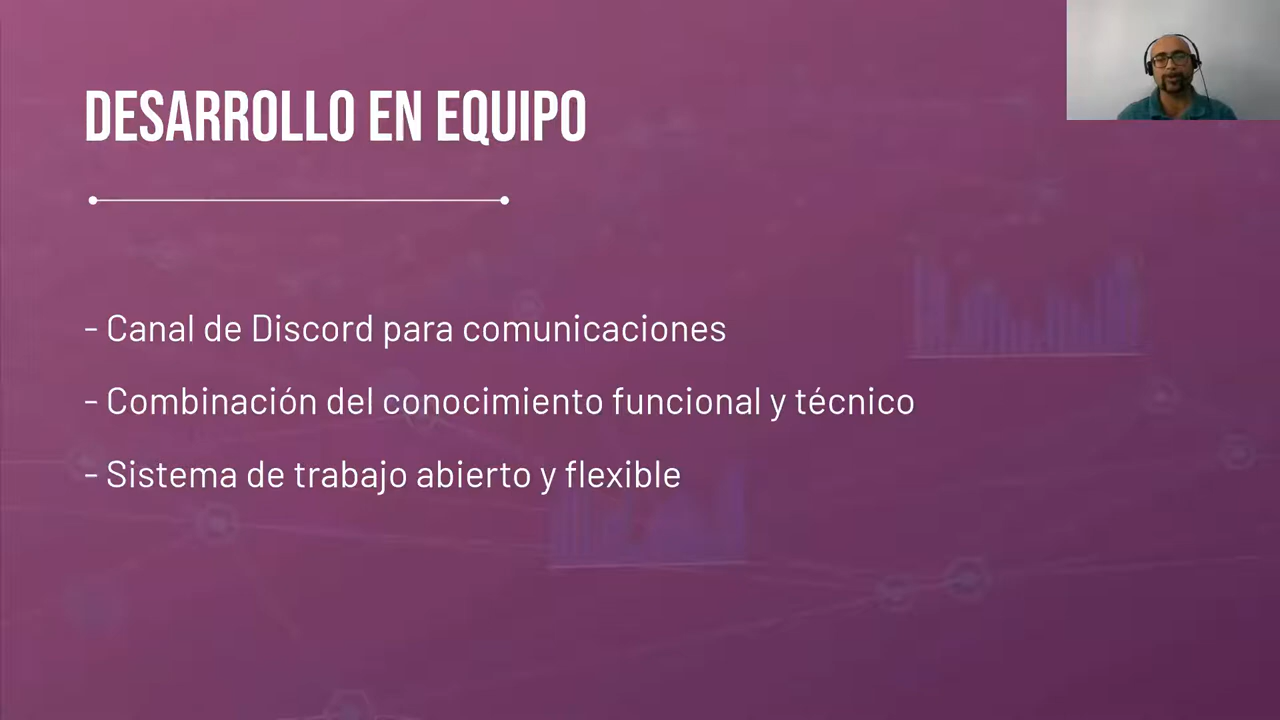 DESARROLLO EN EQUIPO
- Canal de Discord para comunicaciones
- Combinación del conocimiento funcional y técnico
- Sistema de trabajo abierto y flexible